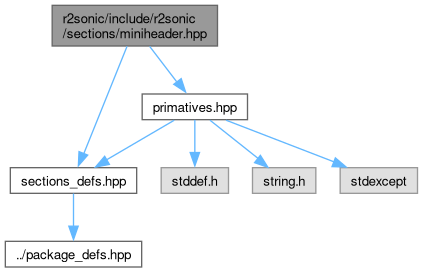 r2sonic/include/r2sonic
/sections/miniheader.hpp
primatives.hpp
sections_defs.hpp
stddef.h
string.h
stdexcept
../package_defs.hpp